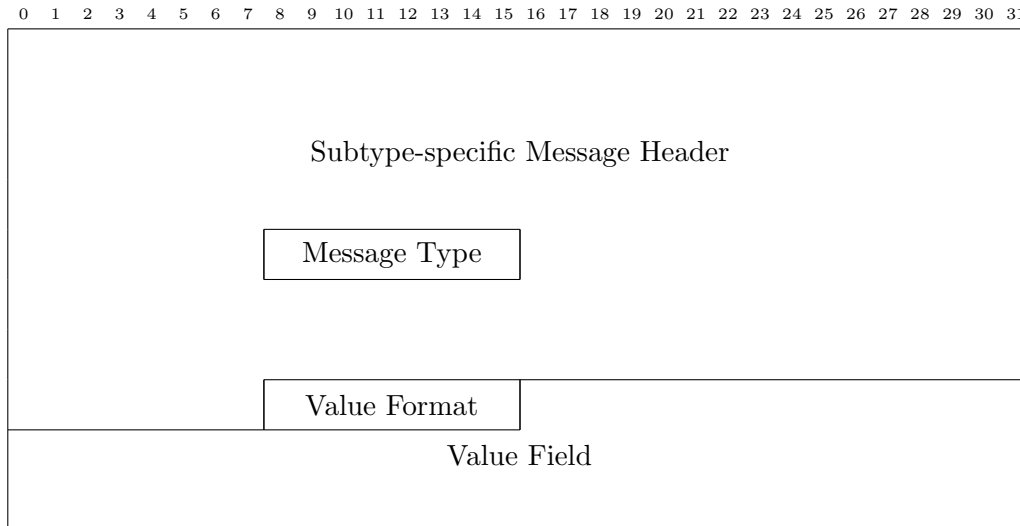 0 1 2 3 4 5 6 7 8 9 10 11 12 13 14 15 16 17 18 19 20 21 22 23 24 25 26 27 28 29 30 31
Subtype-specific Message Header
Message Type
Value Format
Value Field